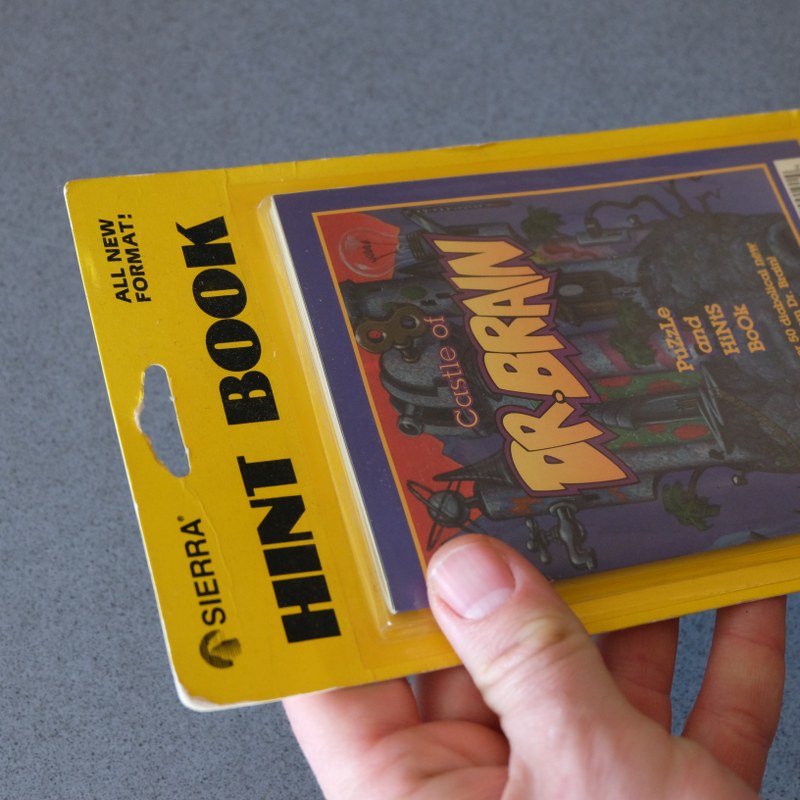 ALL NEW
FORMAT!
HINT BOOK
SIERRA®
Castle of
DR. BRAIN
PUZZLE
and
HINTS
BOOK